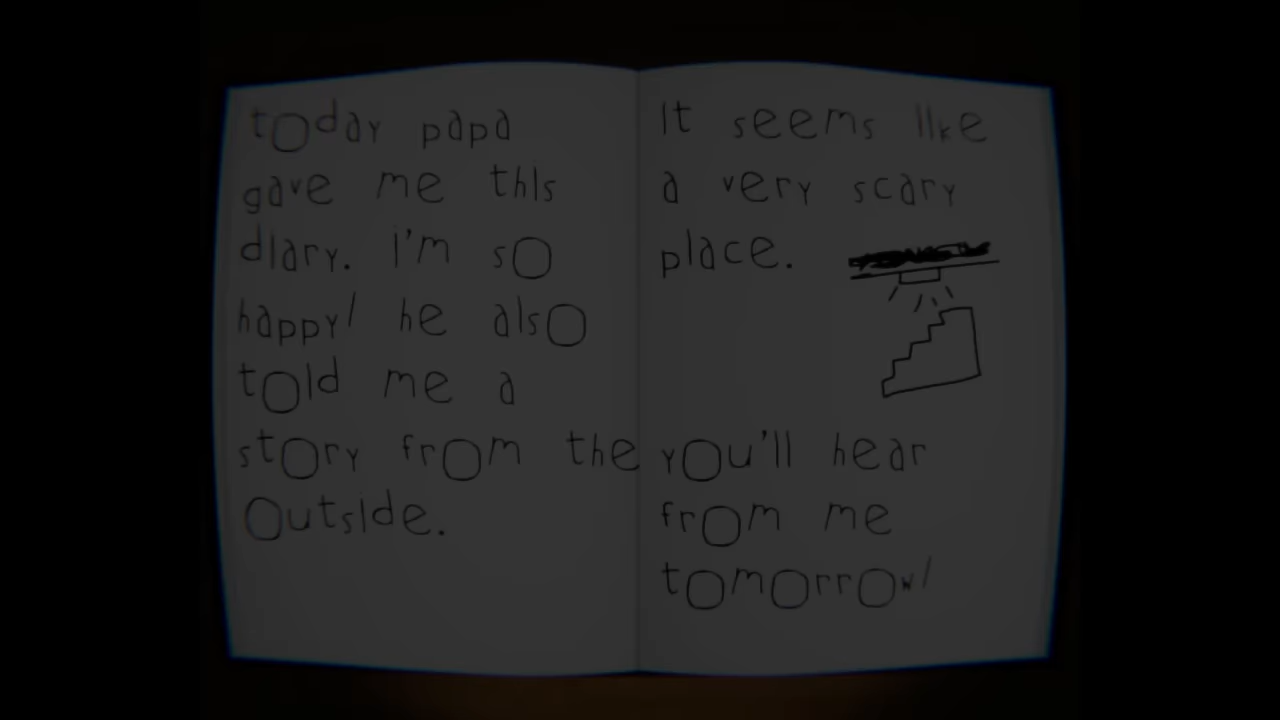 today papa
gave me this
diary. I'm so
happy! he also
told me a
story from the
outside.
It seems like
a very scary
place.
you'll hear
from me
tomorrow!